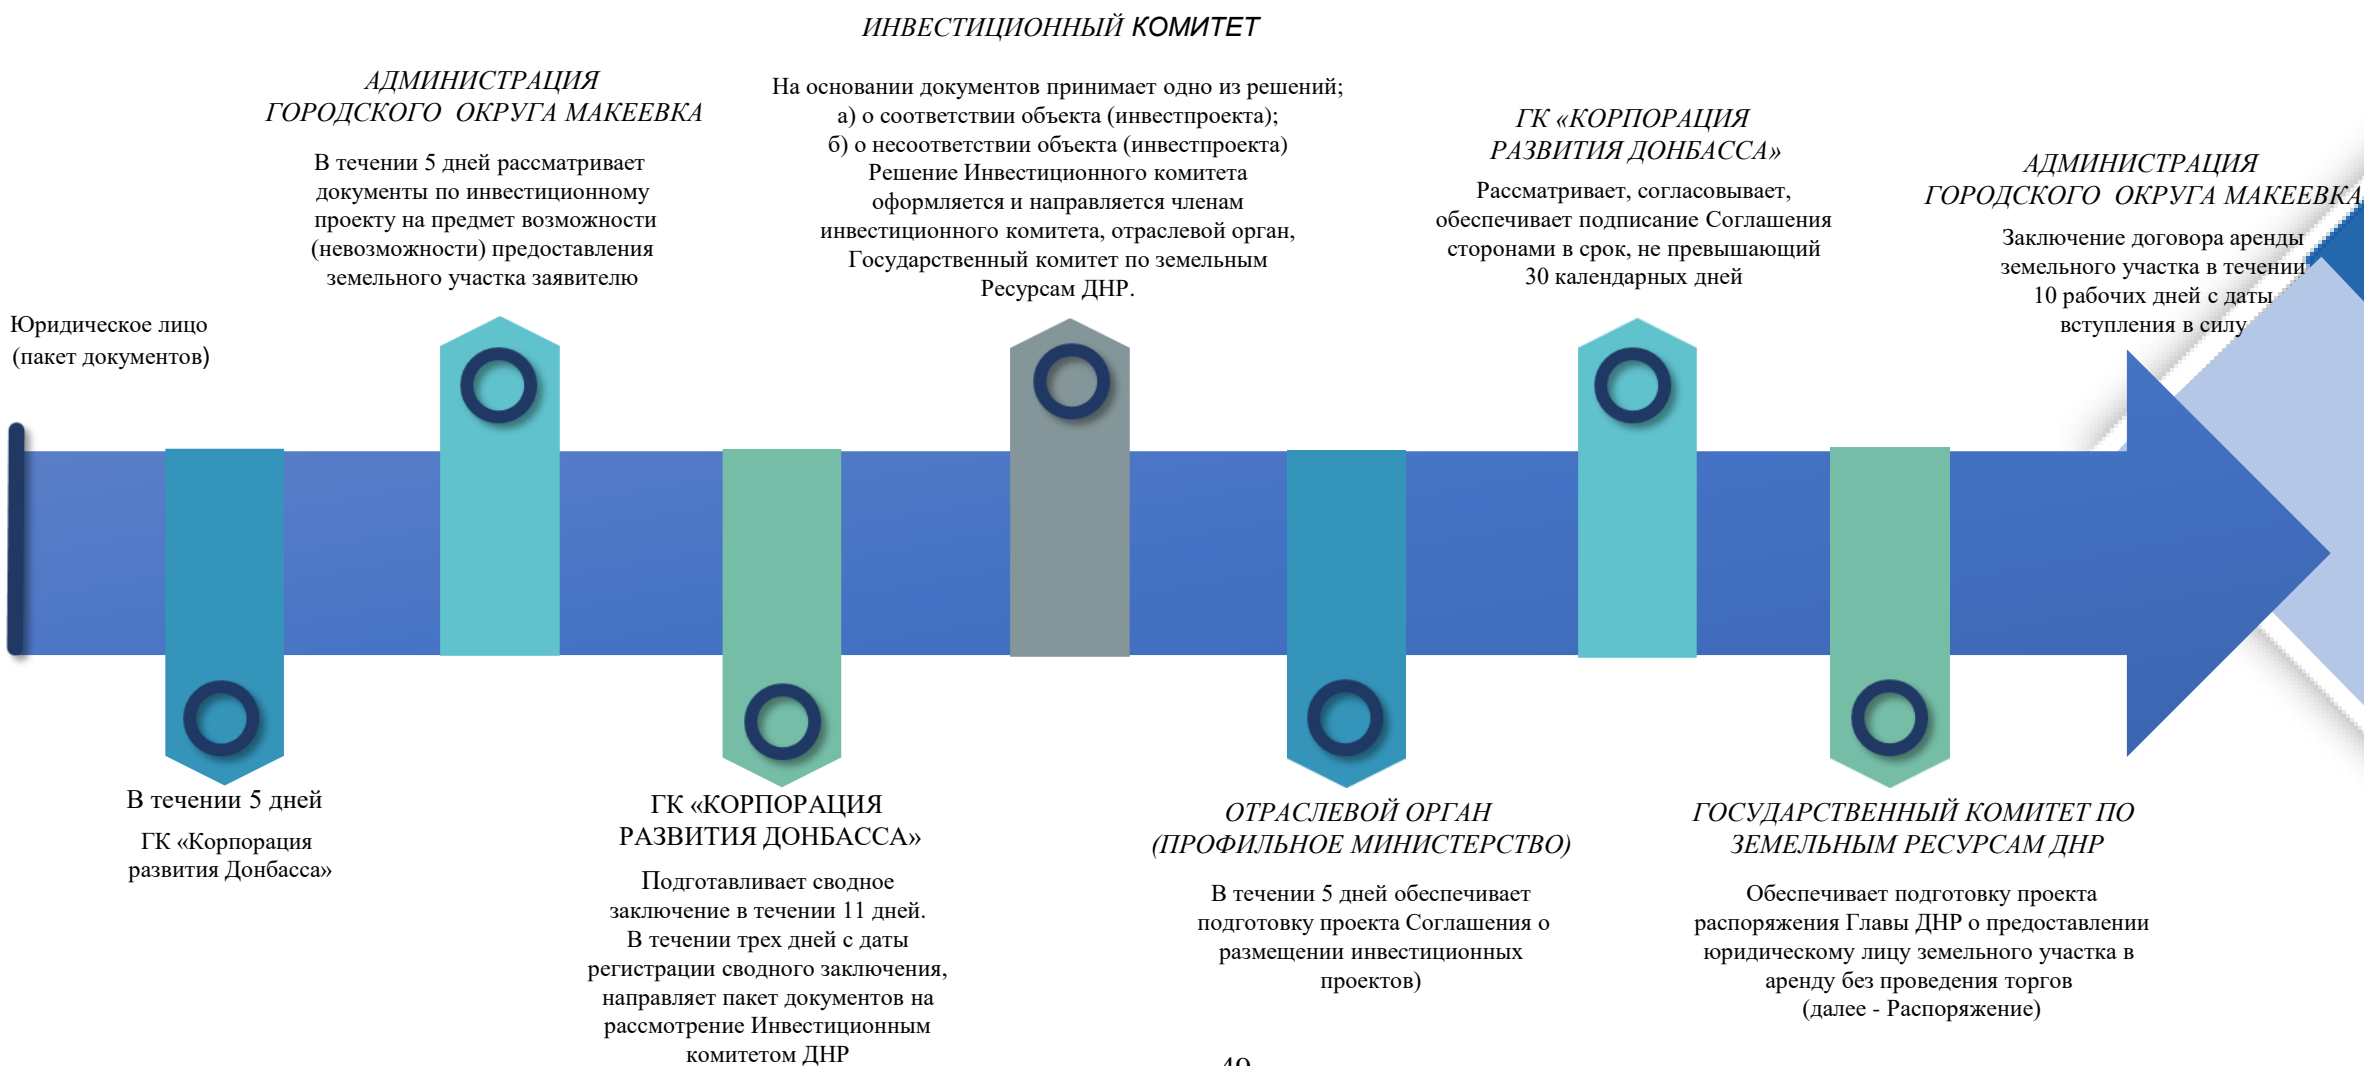 Юридическое лицо
(пакет документов)
В течении 5 дней
ГК «Корпорация
развития Донбасса»
АДМИНИСТРАЦИЯ
ГОРОДСКОГО ОКРУГА МАКЕЕВКА
В течении 5 дней рассматривает
документы по инвестиционному
проекту на предмет возможности
(невозможности) предоставления
земельного участка заявителю
ГК «КОРПОРАЦИЯ
РАЗВИТИЯ ДОНБАССА»
Подготавливает сводное
заключение в течении 11 дней.
В течении трех дней с даты
регистрации сводного заключения,
направляет пакет документов на
рассмотрение Инвестиционным
комитетом ДНР
ИНВЕСТИЦИОННЫЙ КОМИТЕТ
На основании документов принимает одно из решений;
а) о соответствии объекта (инвестпроекта);
б) о несоответствии объекта (инвестпроекта)
Решение Инвестиционного комитета
оформляется и направляется членам
инвестиционного комитета, отраслевой орган,
Государственный комитет по земельным
Ресурсам ДНР.
ОТРАСЛЕВОЙ ОРГАН
(ПРОФИЛЬНОЕ МИНИСТЕРСТВО)
В течении 5 дней обеспечивает
подготовку проекта Соглашения о
размещении инвестиционных
проектов)
ГК «КОРПОРАЦИЯ
РАЗВИТИЯ ДОНБАССА»
Рассматривает, согласовывает,
обеспечивает подписание Соглашения
сторонами в срок, не превышающий
30 календарных дней
ГОСУДАРСТВЕННЫЙ КОМИТЕТ ПО
ЗЕМЕЛЬНЫМ РЕСУРСАМ ДНР
Обеспечивает подготовку проекта
распоряжения Главы ДНР о предоставлении
юридическому лицу земельного участка в
аренду без проведения торгов
(далее - Распоряжение)
АДМИНИСТРАЦИЯ
ГОРОДСКОГО ОКРУГА МАКЕЕВКА
Заключение договора аренды
земельного участка в течении
10 рабочих дней с даты
вступления в силу